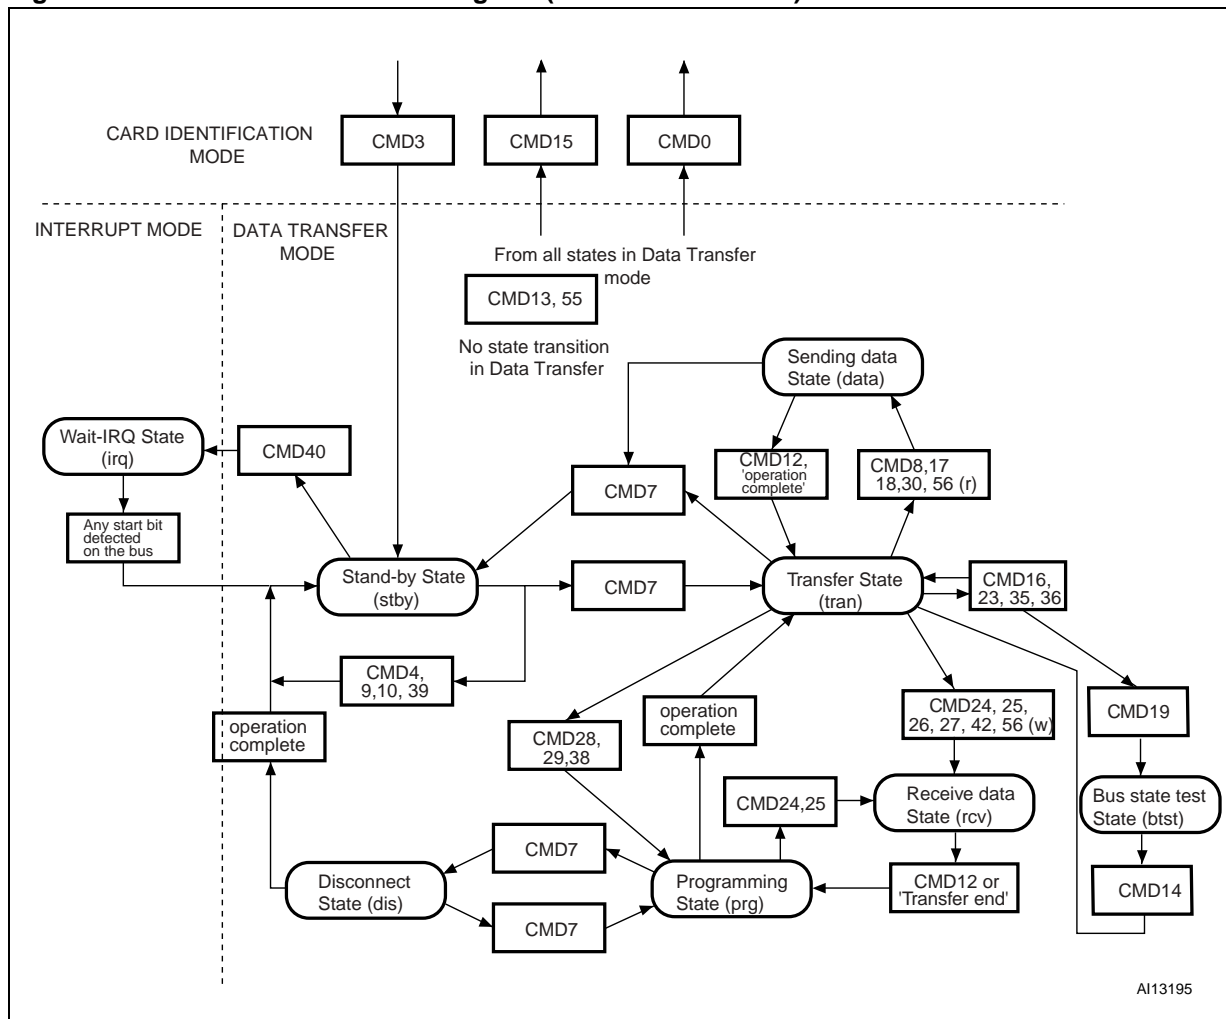 CARD IDENTIFICATION
MODE
CMD3
CMD15
CMD0
INTERRUPT MODE
DATA TRANSFER
MODE
From all states in Data Transfer
mode
CMD13, 55
No state transition
in Data Transfer
Sending data
State (data)
Wait-IRQ State
(irq)
CMD40
CMD12,
'operation
complete'
CMD8,17
18,30, 56 (r)
CMD7
Any start bit
detected
on the bus
Stand-by State
(stby)
CMD7
Transfer State
(tran)
CMD16,
23, 35, 36
CMD4,
9,10, 39
operation
complete
CMD28,
29,38
operation
complete
CMD24, 25,
26, 27, 42, 56 (w)
CMD19
CMD24,25
Receive data
State (rcv)
Bus state test
State (btst)
CMD7
Disconnect
State (dis)
Programming
State (prg)
CMD12 or
'Transfer end'
CMD14
CMD7
AI13195